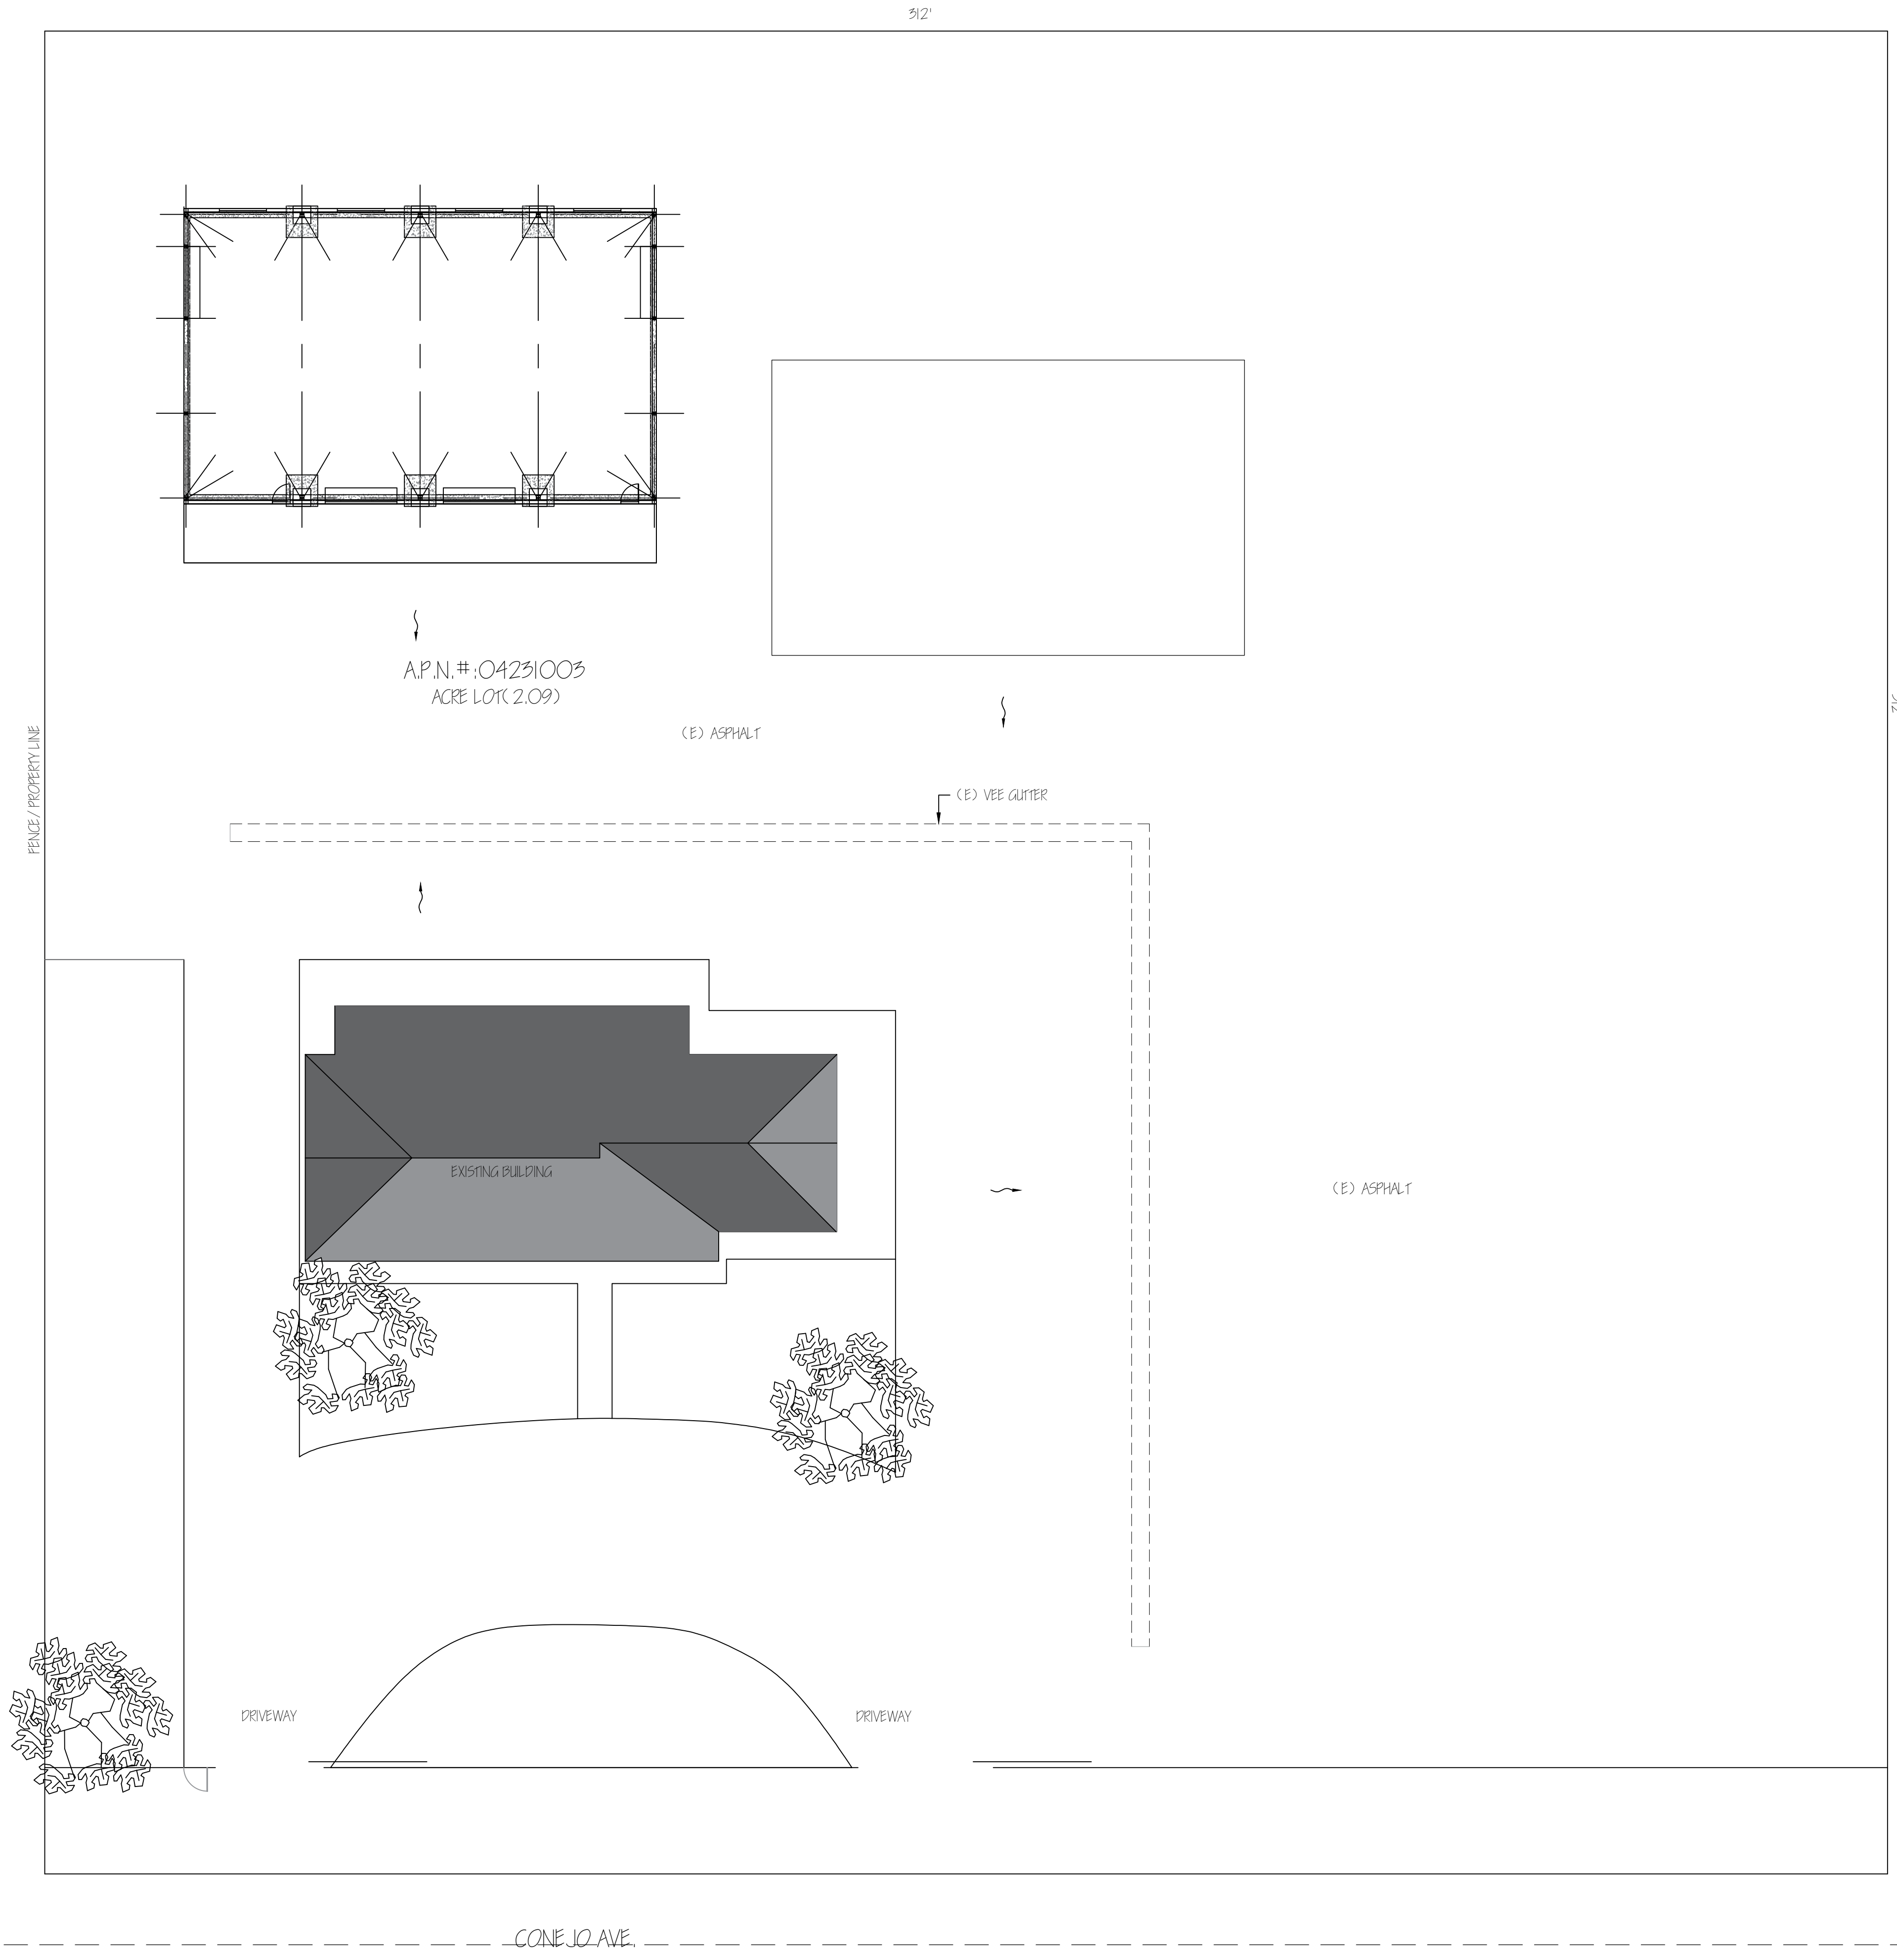 312'
A.P.N. #:04231003
ACRE LOT( 2.09)
(E) ASPHALT
FENCE/ PROPERTY LINE
(E) VEE GUTTER
EXISTING BUILDING
(E) ASPHALT
DRIVEWAY
DRIVEWAY
CONEJO AVE.